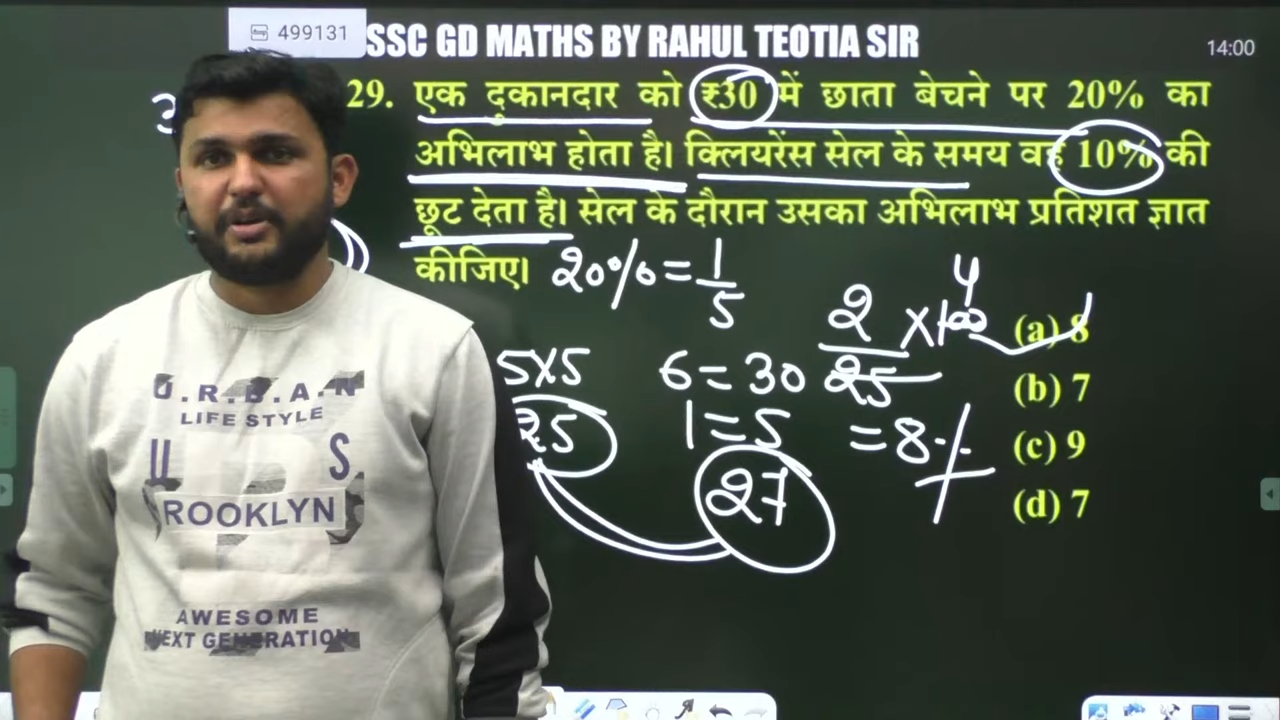 499131
SSC GD MATHS BY RAHUL TEOTIA SIR
14:00
29. एक दुकानदार को ₹30 में छाता बेचने पर 20% का
अभिलाभ होता है। क्लियरेंस सेल के समय वह 10% की
छूट देता है। सेल के दौरान उसका अभिलाभ प्रतिशत ज्ञात
कीजिए।
20% = 1/5
2/25 × 100 4
= 8%
5×5
25
6 = 30
1 = 5
27
(a) 8
(b) 7
(c) 9
(d) 7
U.R.B.A.N
LIFE STYLE
U S
ROOKLYN
AWESOME
NEXT GENERATION